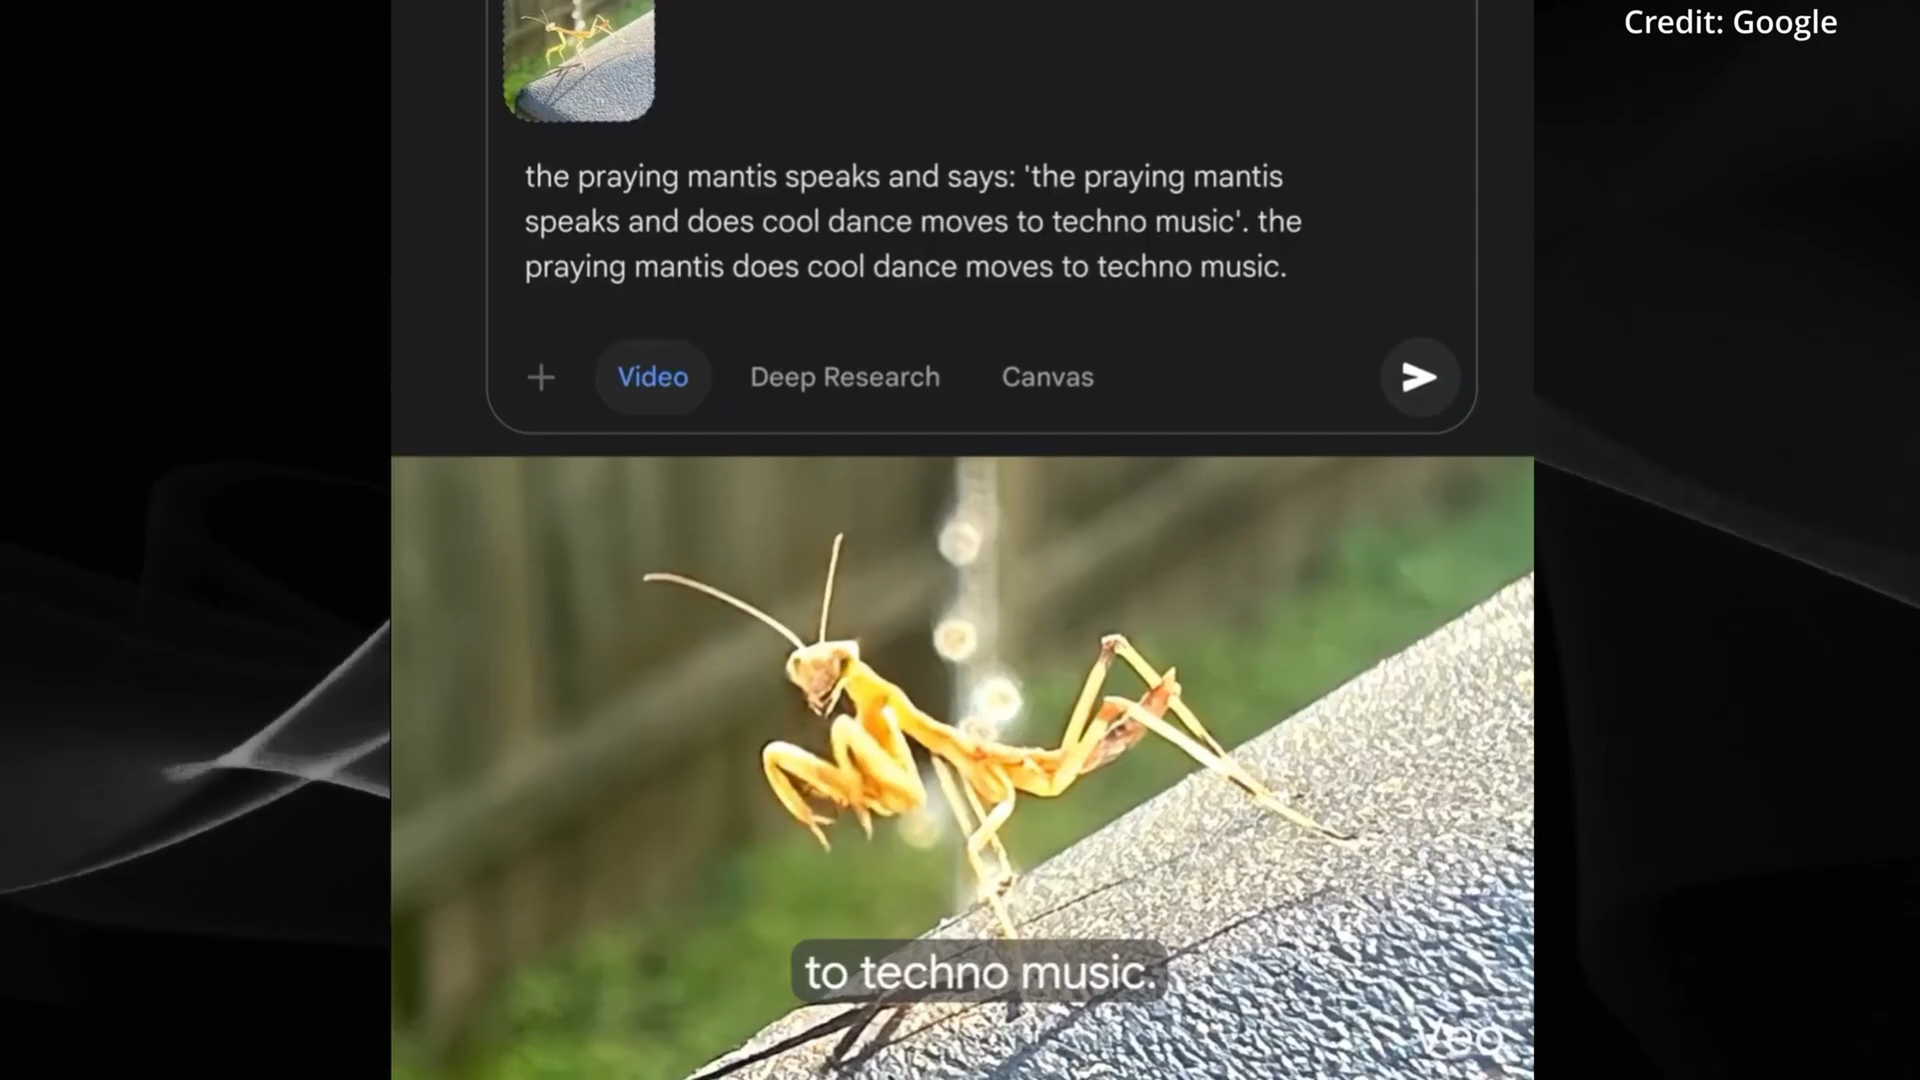 Credit: Google
the praying mantis speaks and says: 'the praying mantis
speaks and does cool dance moves to techno music'. the
praying mantis does cool dance moves to techno music.
Video
Deep Research
Canvas
to techno music.
Veo